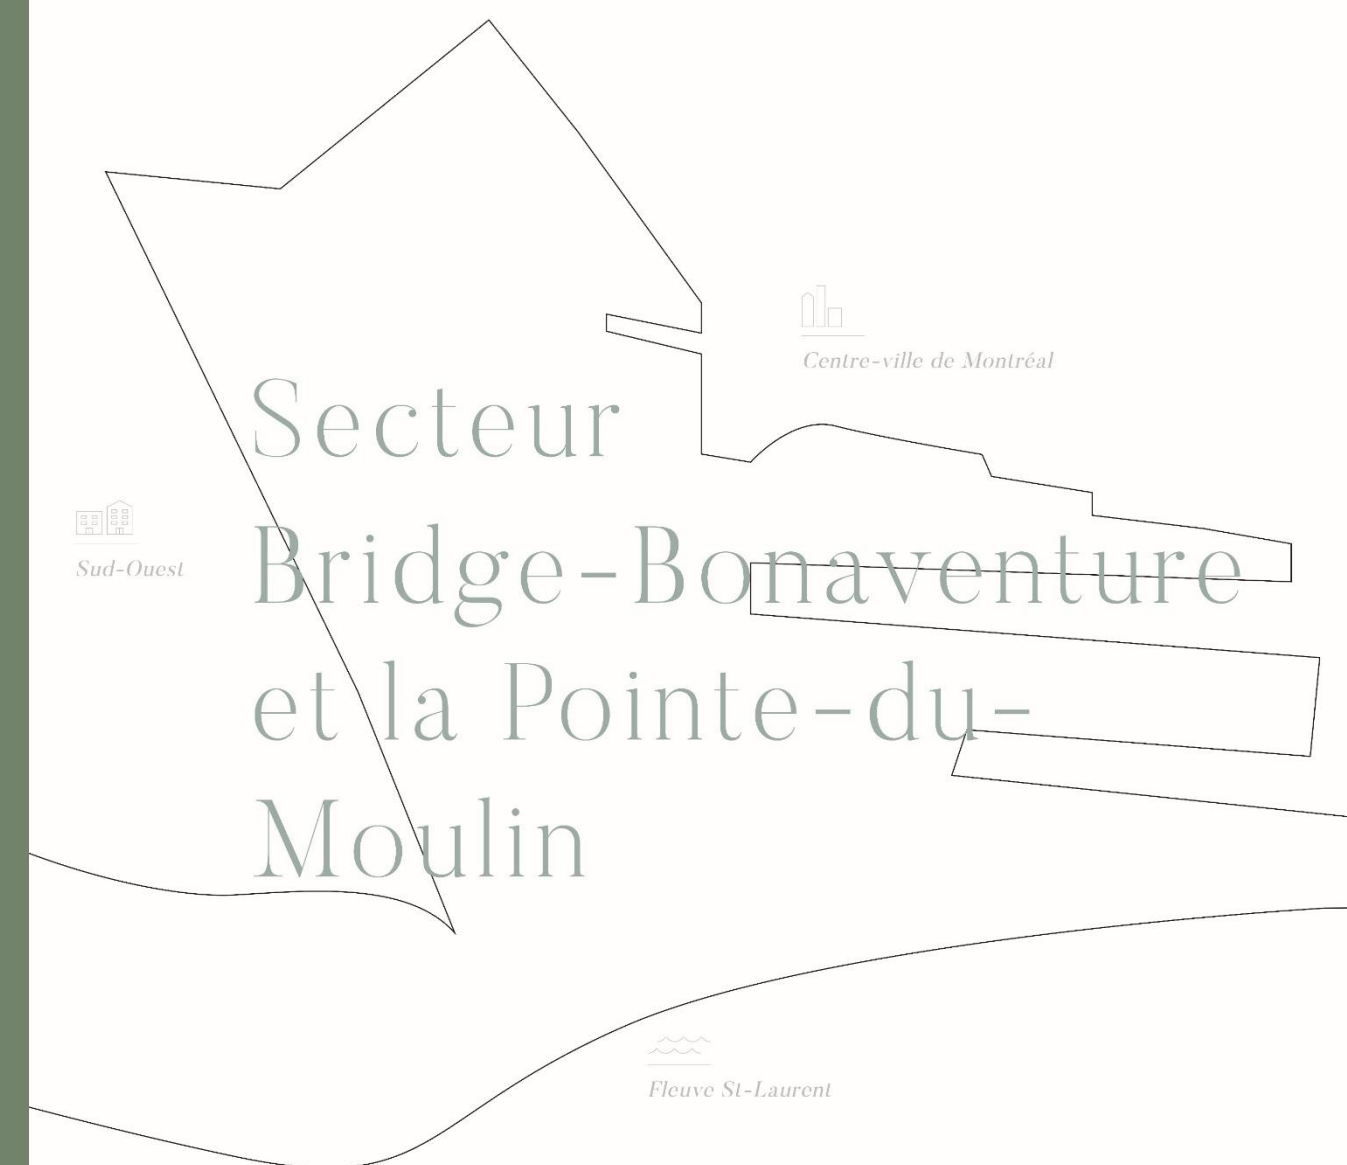 Centre-ville de Montréal
Secteur
Bridge-Bonaventure
et la Pointe-du-
Moulin
Sud-Ouest
Fleuve St-Laurent